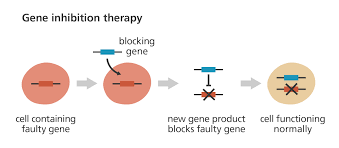 Gene inhibition therapy
blocking
gene
cell containing
faulty gene
new gene product
blocks faulty gene
cell functioning
normally